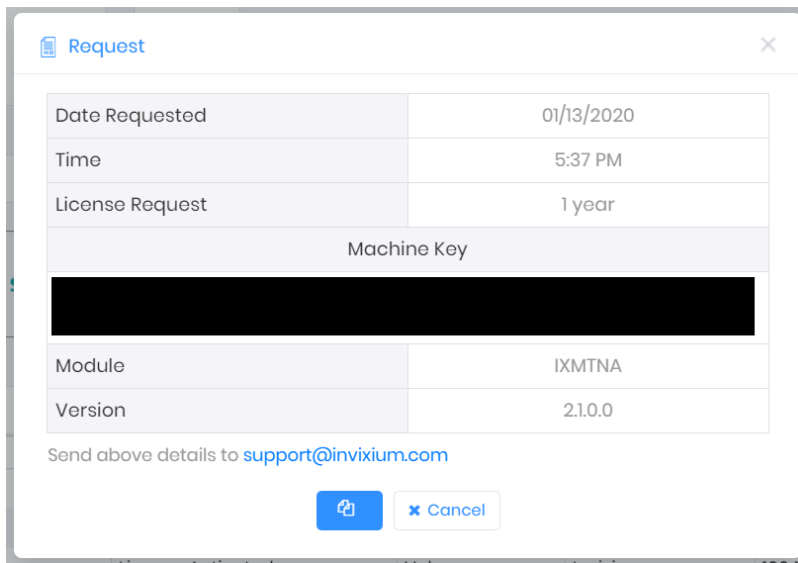 Request
Date Requested 01/13/2020
Time 5:37 PM
License Request 1 year
Machine Key
Module IXMTNA
Version 2.1.0.0
Send above details to support@invixium.com
Cancel